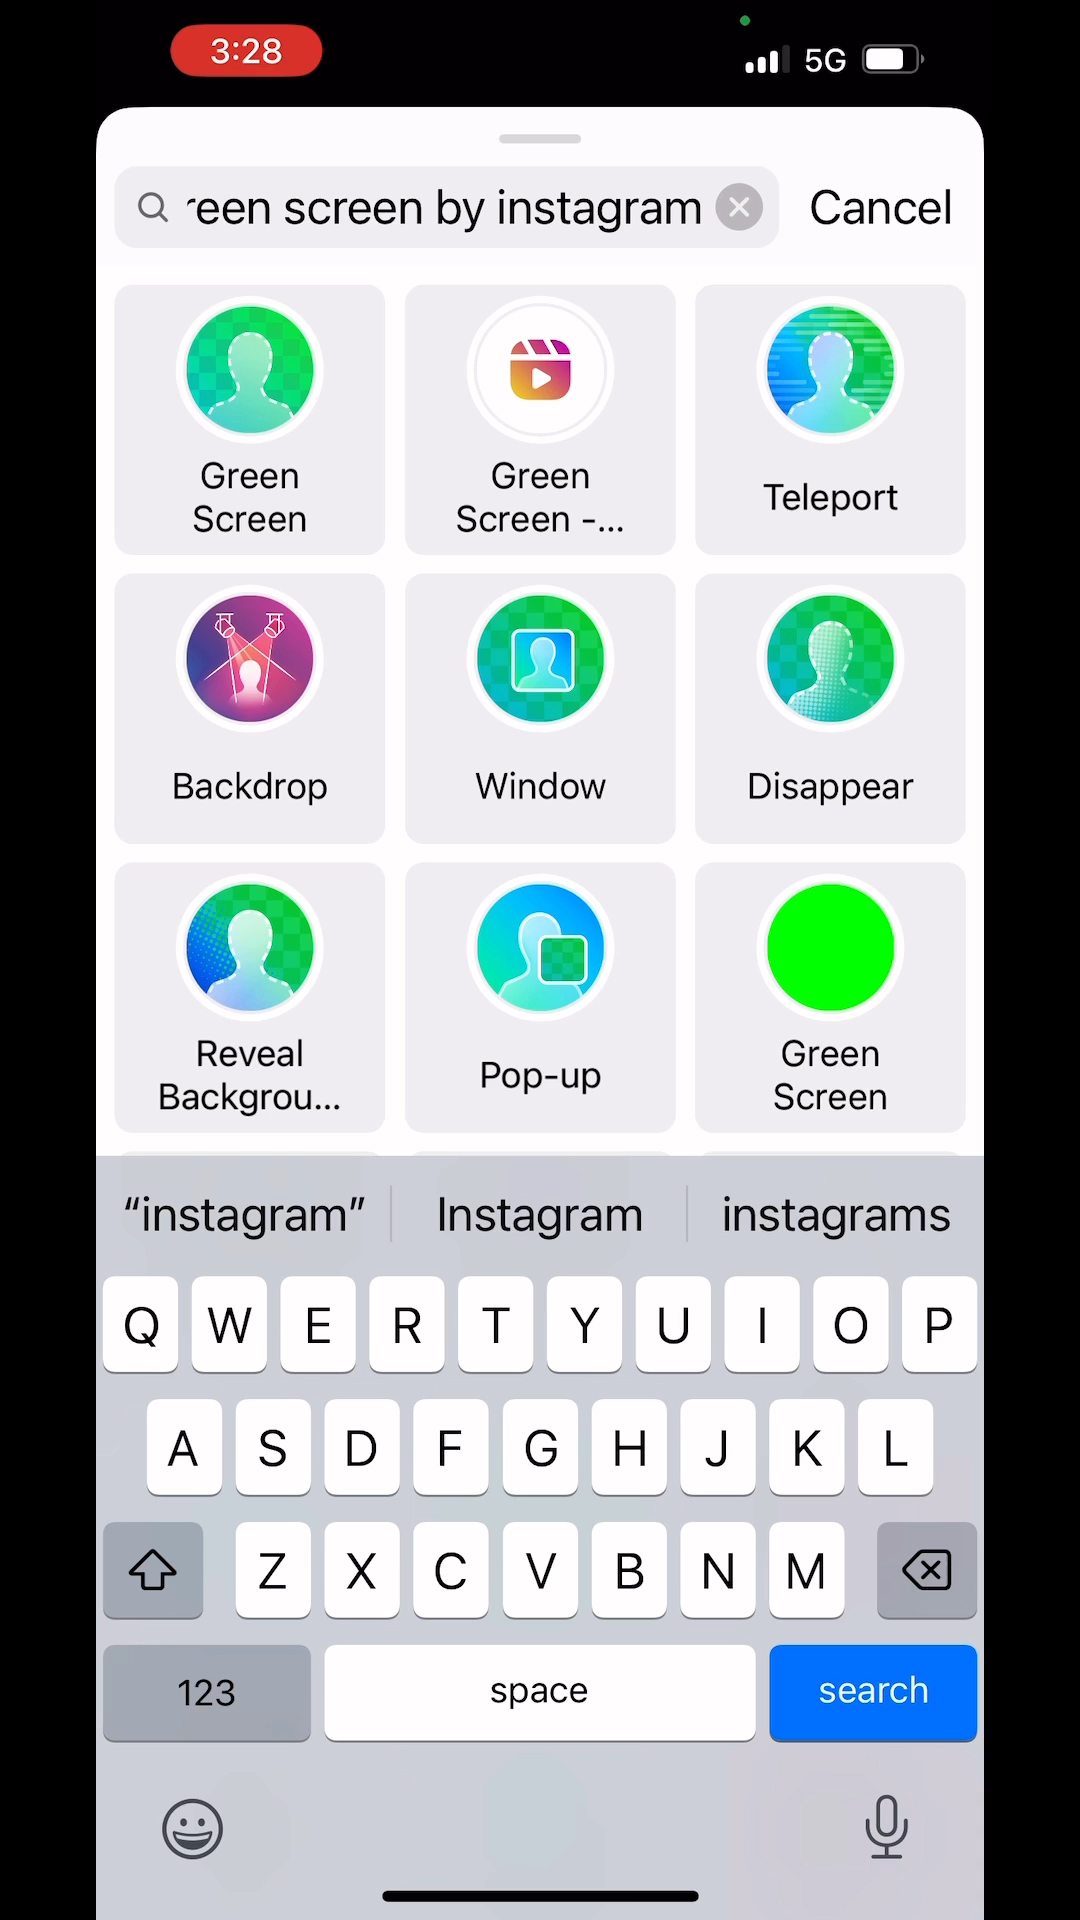 3:28
5G
reen screen by instagram
Cancel
Green
Screen
Green
Screen -...
Teleport
Backdrop
Window
Disappear
Reveal
Backgrou...
Pop-up
Green
Screen
“instagram”
Instagram
instagrams
Q W E R T Y U I O P
A S D F G H J K L
Z X C V B N M
123
space
search